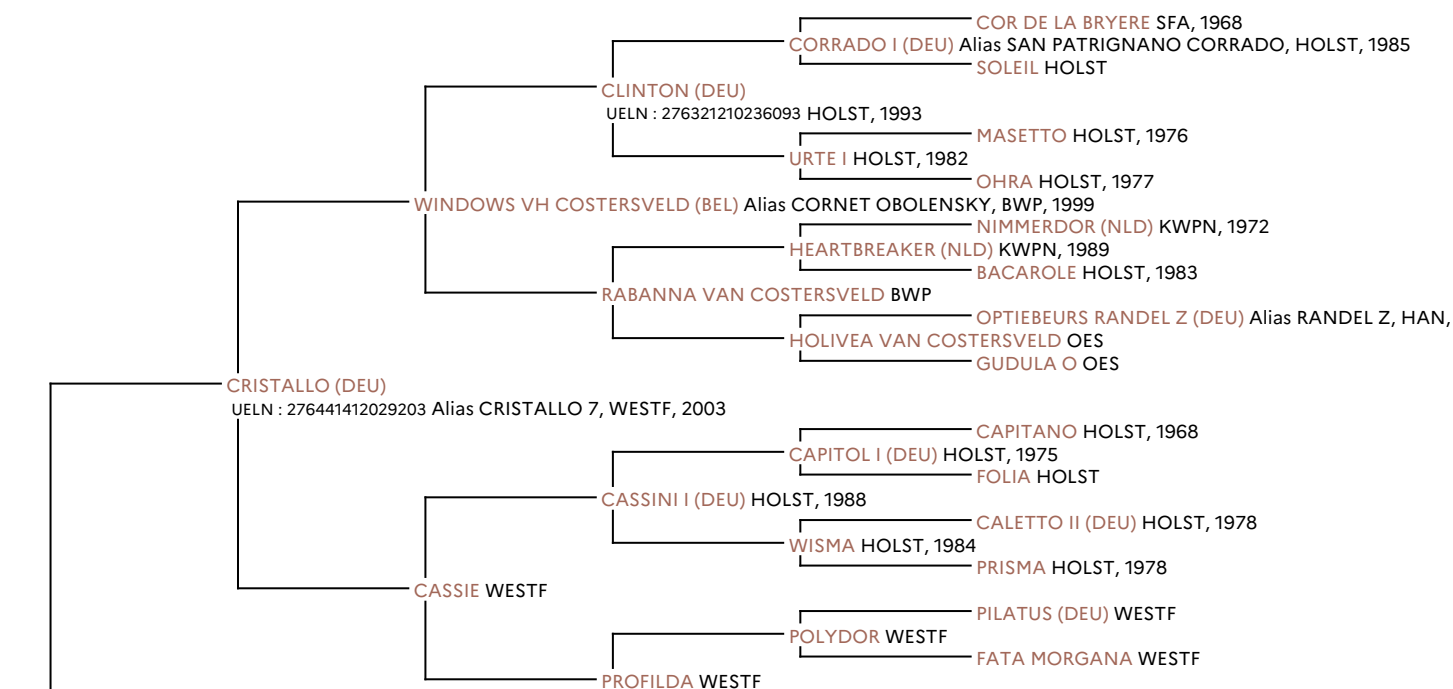 COR DE LA BRYERE SFA, 1968
CORRADO I (DEU) Alias SAN PATRIGNANO CORRADO, HOLST, 1985
SOLEIL HOLST
CLINTON (DEU)
UELN : 276321210236093 HOLST, 1993
MASETTO HOLST, 1976
URTE I HOLST, 1982
OHRA HOLST, 1977
WINDOWS VH COSTERSVELD (BEL) Alias CORNET OBOLENSKY, BWP, 1999
NIMMERDOR (NLD) KWPN, 1972
HEARTBREAKER (NLD) KWPN, 1989
BACAROLE HOLST, 1983
RABANNA VAN COSTERSVELD BWP
OPTIEBEURS RANDEL Z (DEU) Alias RANDEL Z, HAN,
HOLIVEA VAN COSTERSVELD OES
GUDULA O OES
CRISTALLO (DEU)
UELN : 276441412029203 Alias CRISTALLO 7, WESTF, 2003
CAPITANO HOLST, 1968
CAPITOL I (DEU) HOLST, 1975
FOLIA HOLST
CASSINI I (DEU) HOLST, 1988
CALETTO II (DEU) HOLST, 1978
WISMA HOLST, 1984
PRISMA HOLST, 1978
CASSIE WESTF
PILATUS (DEU) WESTF
POLYDOR WESTF
FATA MORGANA WESTF
PROFILDA WESTF